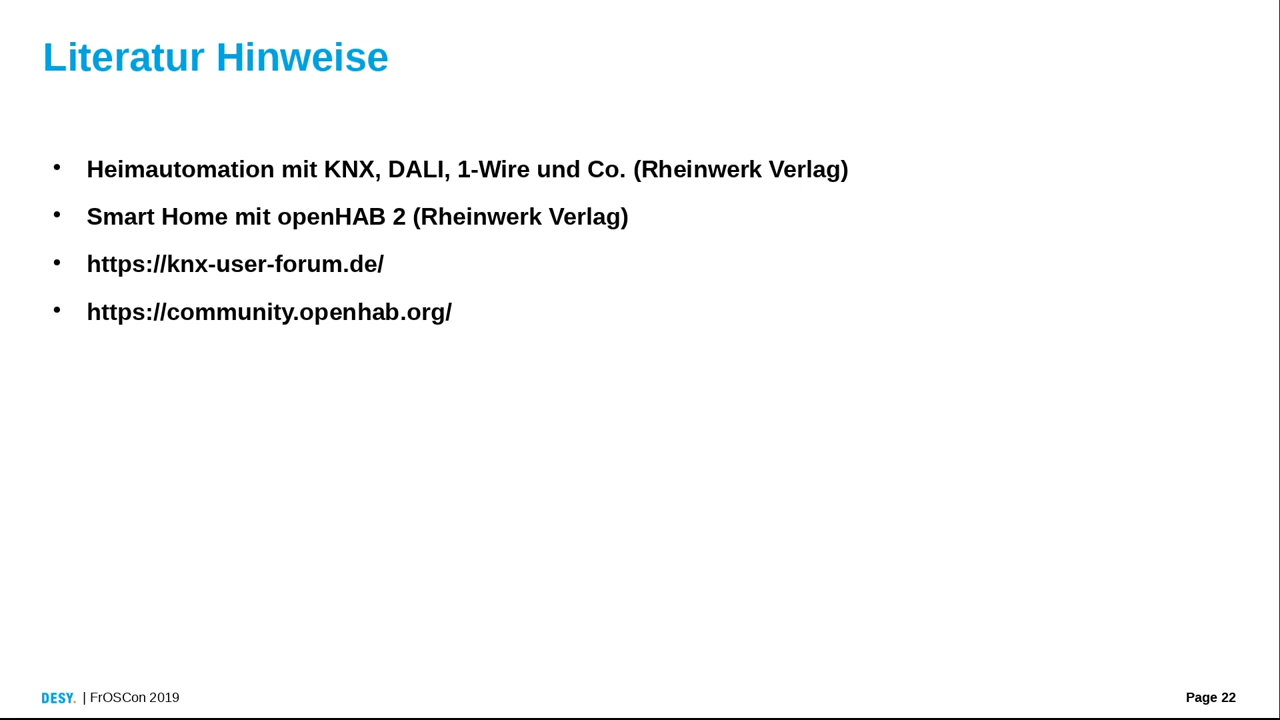 Literatur Hinweise
• Heimautomation mit KNX, DALI, 1-Wire und Co. (Rheinwerk Verlag)
• Smart Home mit openHAB 2 (Rheinwerk Verlag)
• https://knx-user-forum.de/
• https://community.openhab.org/
DESY. | FrOSCon 2019
Page 22